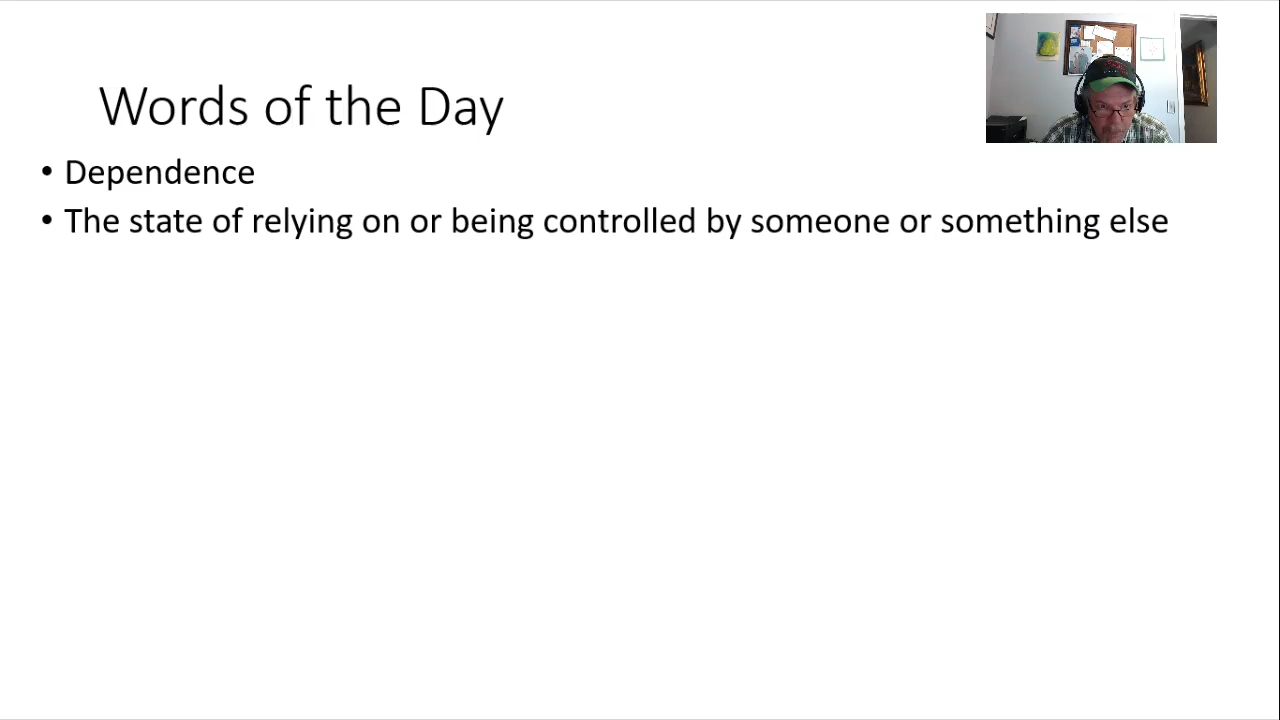 Words of the Day
• Dependence
• The state of relying on or being controlled by someone or something else